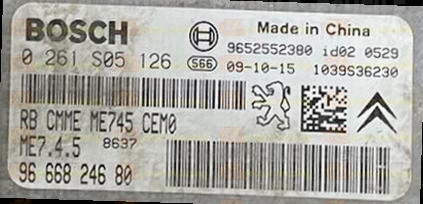 BOSCH Made in China
9652552380 id02 0529
0 261 S05 126 S66 09-10-15 1039S36230
RB CMME ME745 CEM0
ME7.4.5 8637
96 668 246 80